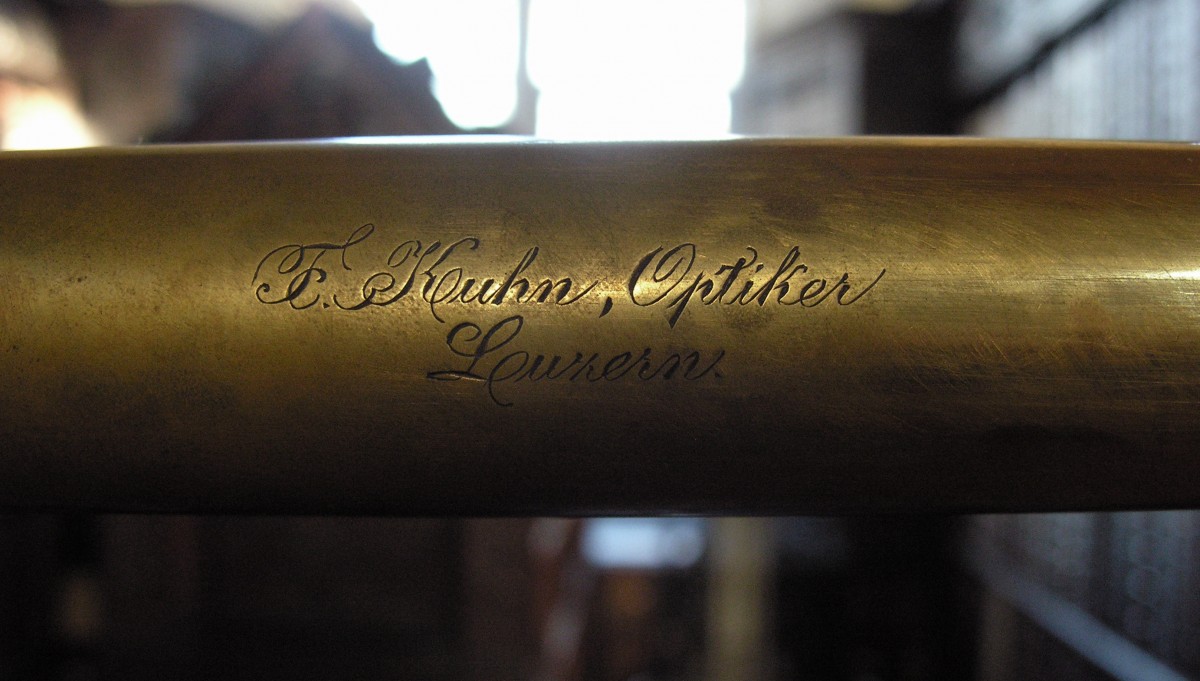 F. Kuhn, Optiker
Luzern.